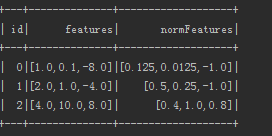 +---+--------------+-------------------+
| id|      features|       normFeatures|
+---+--------------+-------------------+
|  0|[1.0,0.1,-8.0]|[0.125,0.0125,-1.0]|
|  1|[2.0,1.0,-4.0]|   [0.5,0.25,-1.0]|
|  2|[4.0,10.0,8.0]|     [0.4,1.0,0.8]|
+---+--------------+-------------------+